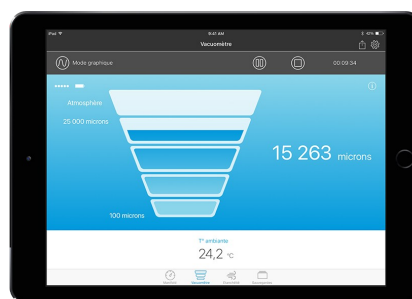 iPad
9:41 AM
Vacuomètre
Mode graphique
00:09:34
Atmosphère
25 000 microns
15 263 microns
100 microns
T° ambiante
24,2 °C
Vacuomètre